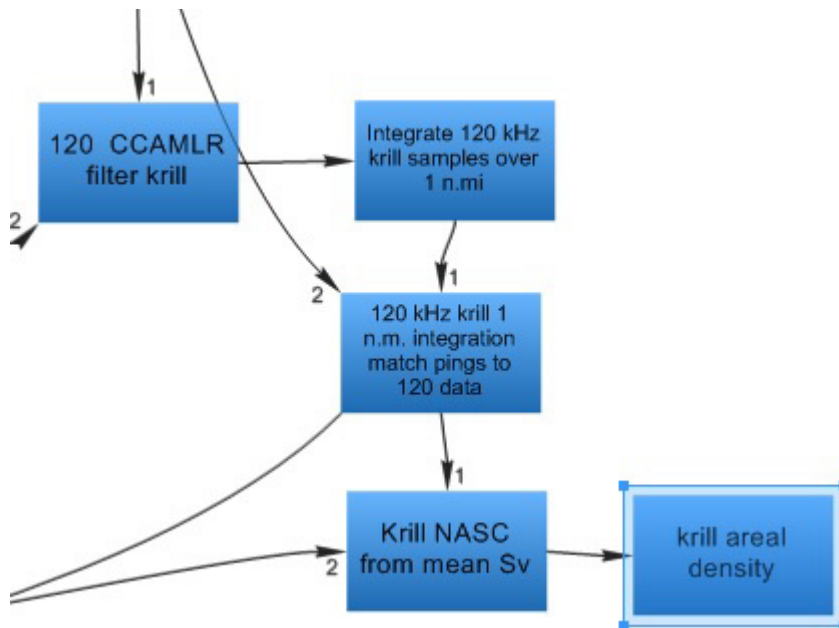 1
120 CCAMLR
filter krill
2
Integrate 120 kHz
krill samples over
1 n.mi
1
2
120 kHz krill 1
n.m. integration
match pings to
120 data
1
Krill NASC
from mean Sv
2
krill areal
density